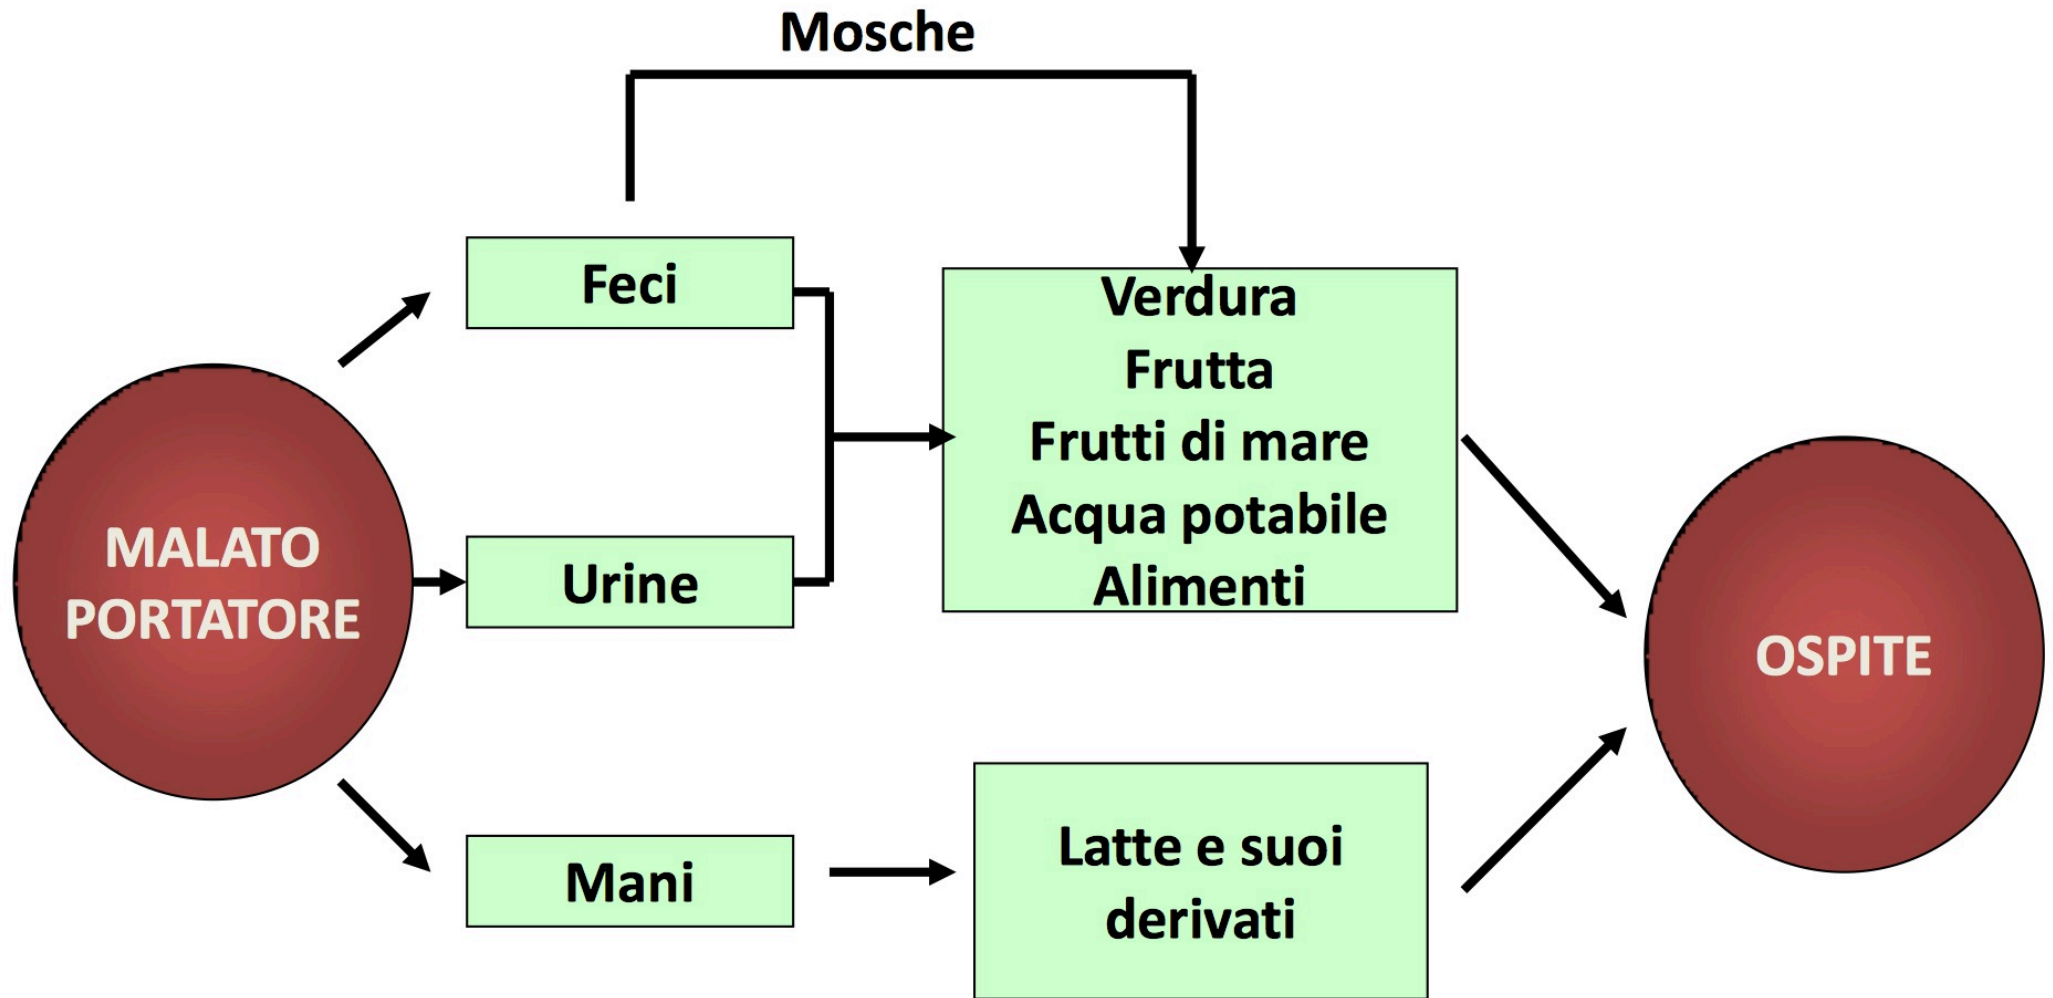 Mosche
Feci
Verdura
Frutta
Frutti di mare
Acqua potabile
Alimenti
MALATO
PORTATORE
Urine
OSPITE
Mani
Latte e suoi
derivati